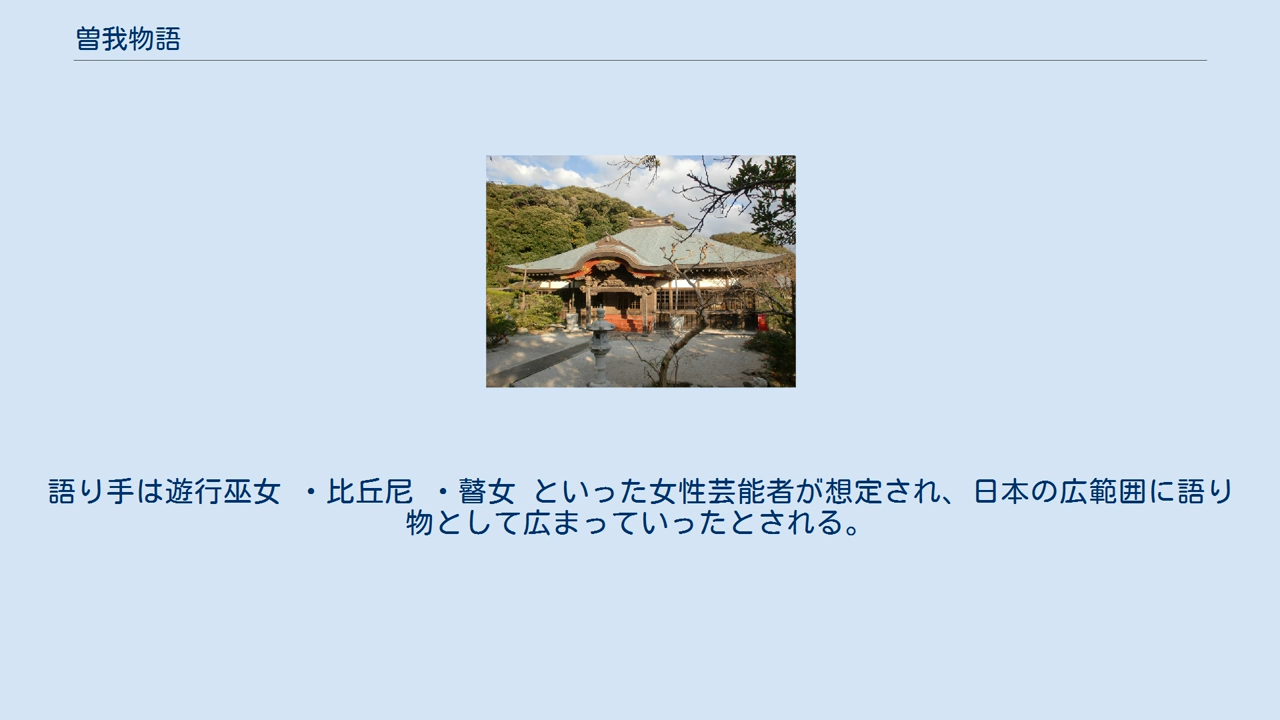 曽我物語
語り手は遊行巫女 ・比丘尼 ・瞽女 といった女性芸能者が想定され、日本の広範囲に語り
物として広まっていったとされる。